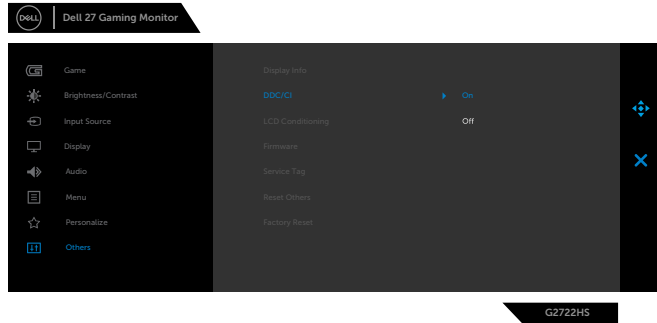 DELL
Dell 27 Gaming Monitor
Game
Display Info
Brightness/Contrast
DDC/CI
On
Input Source
LCD Conditioning
Off
Display
Firmware
Audio
Service Tag
Menu
Reset Others
Personalize
Factory Reset
Others
G2722HS